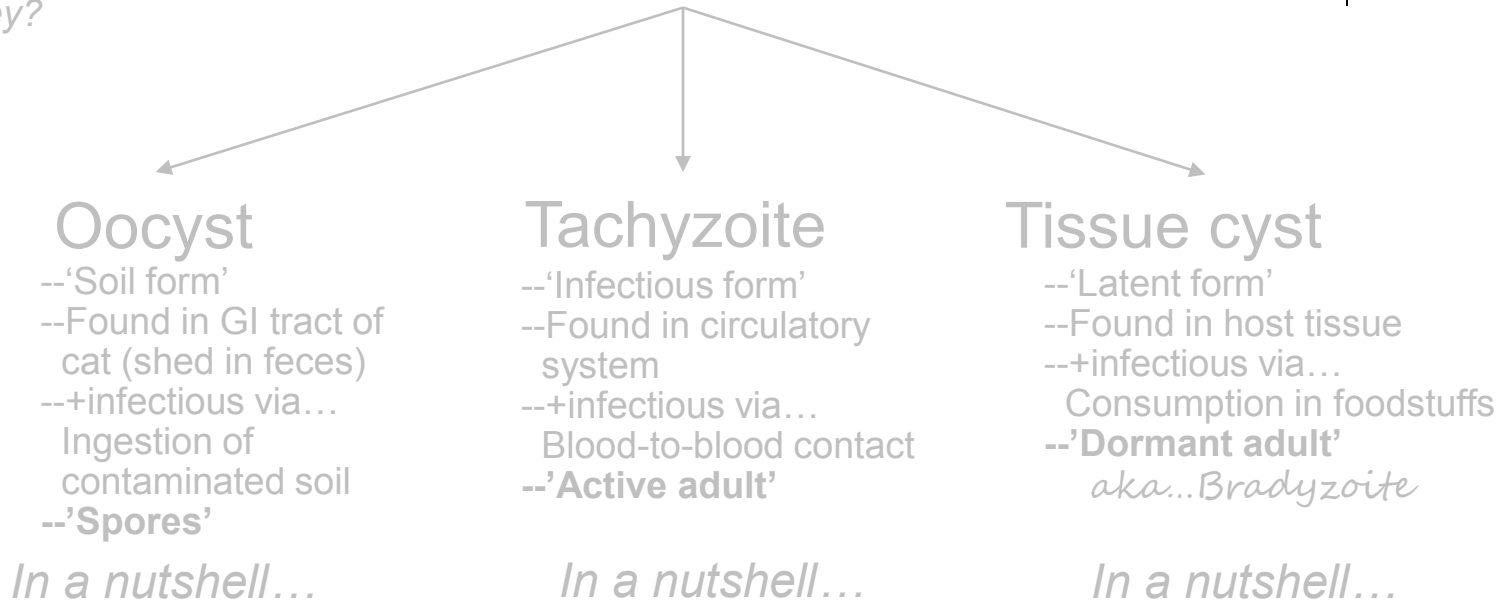 ey?
Oocyst
--‘Soil form’
--Found in GI tract of
cat (shed in feces)
--+infectious via…
Ingestion of
contaminated soil
--’Spores’
In a nutshell…
Tachyzoite
--‘Infectious form’
--Found in circulatory
system
--+infectious via…
Blood-to-blood contact
--’Active adult’
In a nutshell…
Tissue cyst
--‘Latent form’
--Found in host tissue
--+infectious via…
Consumption in foodstuffs
--’Dormant adult’
aka…Bradyzoite
In a nutshell…